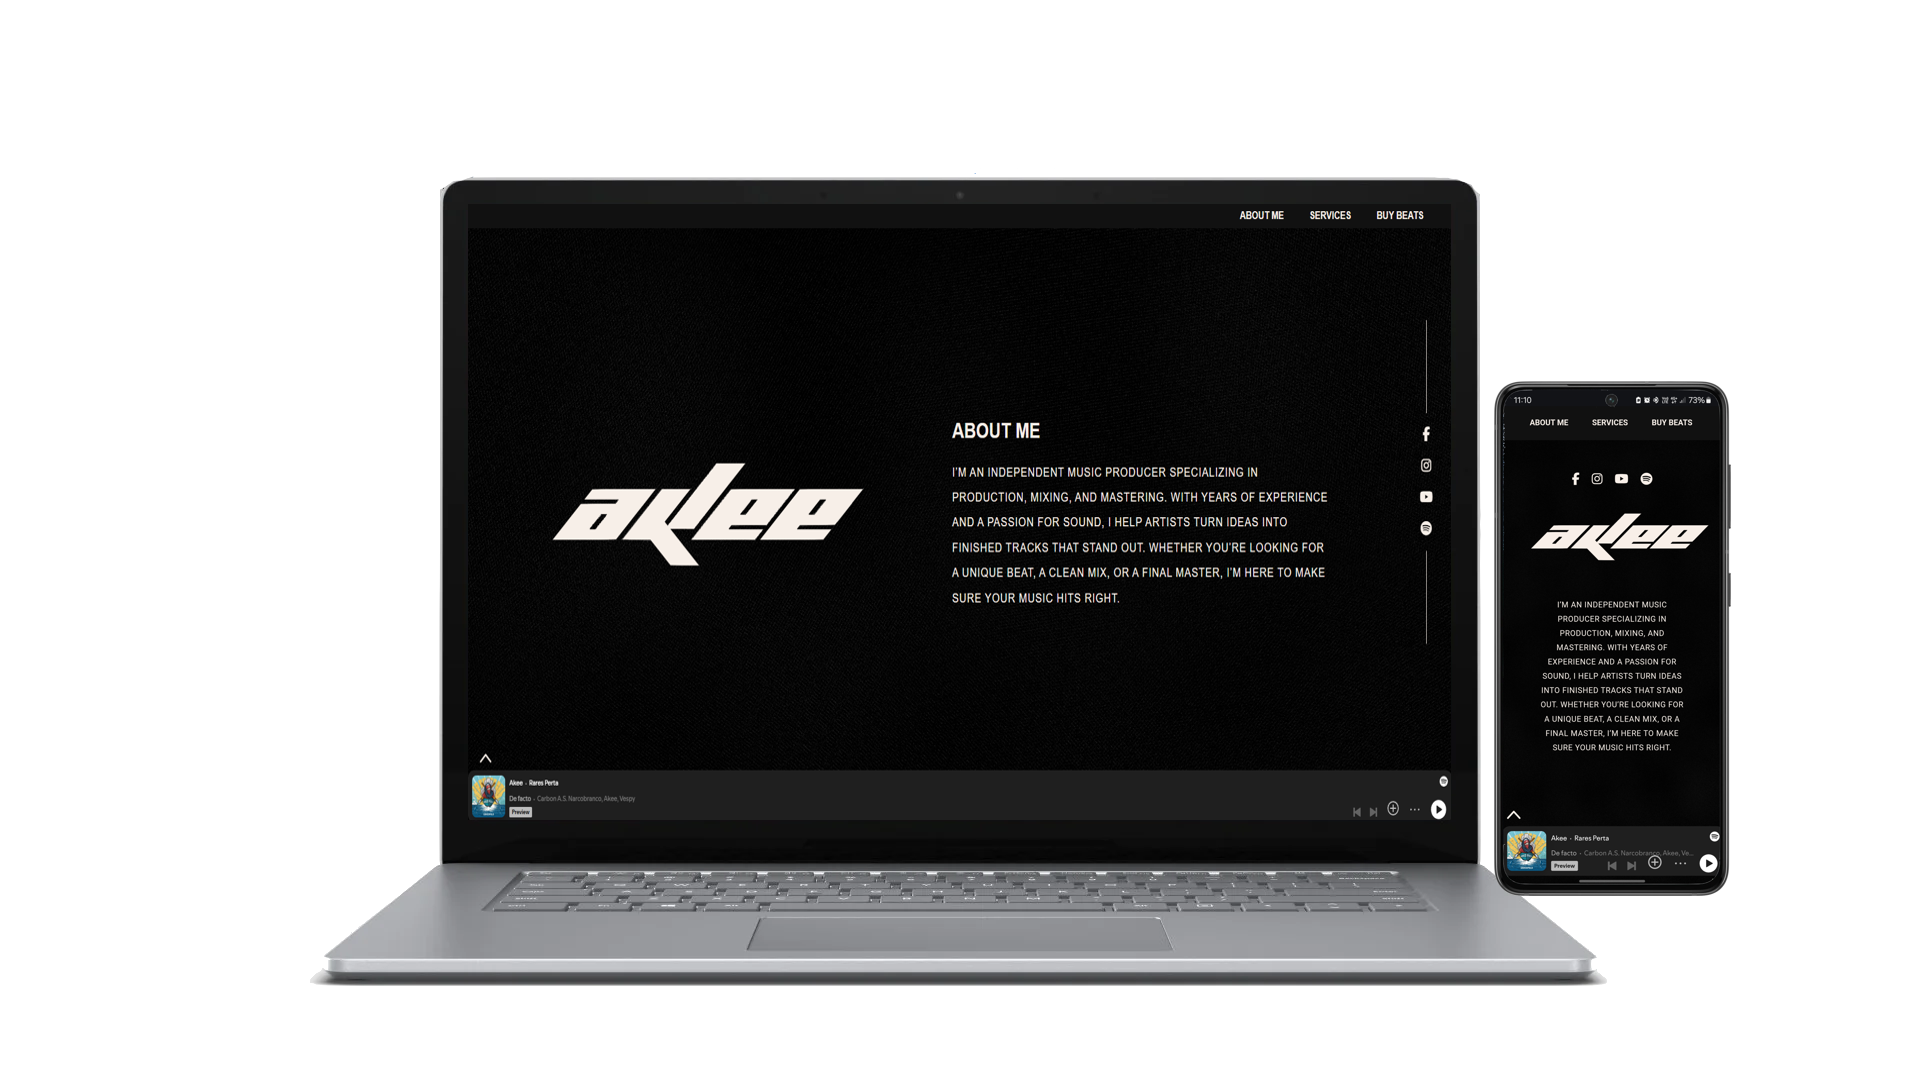 ABOUT ME SERVICES BUY BEATS
akee
ABOUT ME
I'M AN INDEPENDENT MUSIC PRODUCER SPECIALIZING IN
PRODUCTION, MIXING, AND MASTERING. WITH YEARS OF EXPERIENCE
AND A PASSION FOR SOUND, I HELP ARTISTS TURN IDEAS INTO
FINISHED TRACKS THAT STAND OUT. WHETHER YOU'RE LOOKING FOR
A UNIQUE BEAT, A CLEAN MIX, OR A FINAL MASTER, I'M HERE TO MAKE
SURE YOUR MUSIC HITS RIGHT.
Akee - Rares Perta
De facto - Carbon A.S, Narcobranco, Akee, Vespy
Preview
11:10 73%
ABOUT ME SERVICES BUY BEATS
akee
I'M AN INDEPENDENT MUSIC
PRODUCER SPECIALIZING IN
PRODUCTION, MIXING, AND
MASTERING. WITH YEARS OF
EXPERIENCE AND A PASSION FOR
SOUND, I HELP ARTISTS TURN IDEAS
INTO FINISHED TRACKS THAT STAND
OUT. WHETHER YOU'RE LOOKING FOR
A UNIQUE BEAT, A CLEAN MIX, OR A
FINAL MASTER, I'M HERE TO MAKE
SURE YOUR MUSIC HITS RIGHT.
Akee - Rares Perta
De facto - Carbon A.S, Narcobranco, Akee, Ve...
Preview